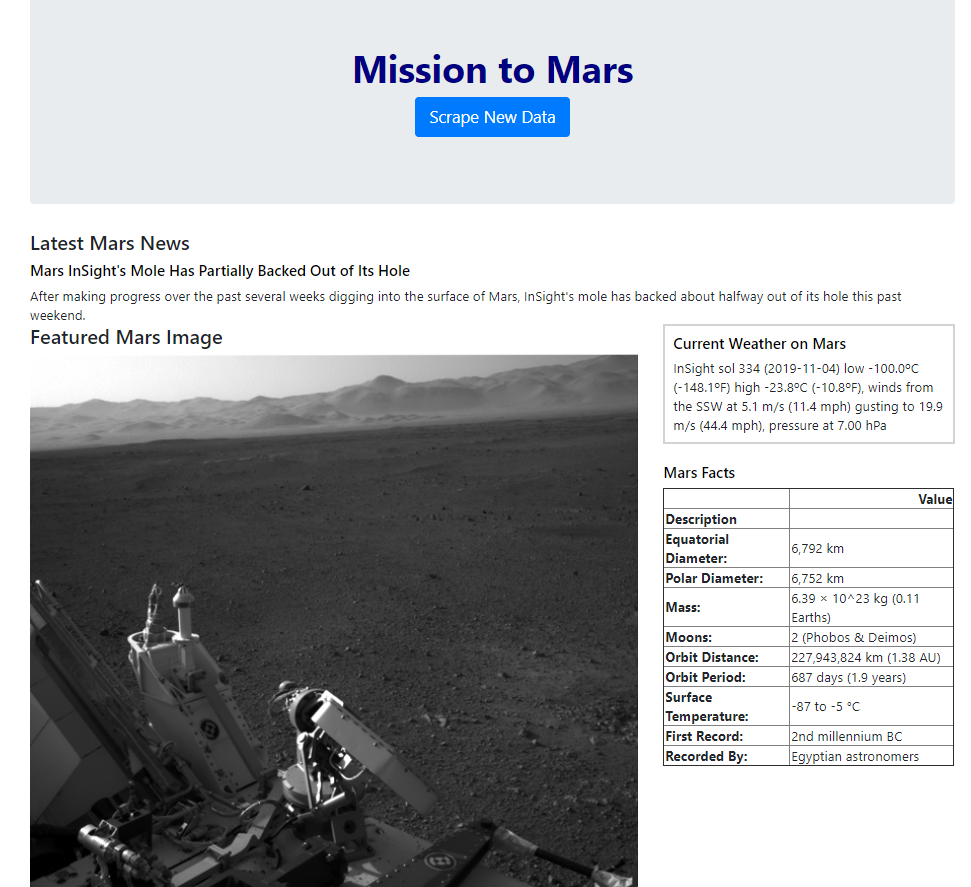 Mission to Mars
Scrape New Data
Latest Mars News
Mars InSight's Mole Has Partially Backed Out of Its Hole
After making progress over the past several weeks digging into the surface of Mars, InSight's mole has backed about halfway out of its hole this past
weekend.
Featured Mars Image
Current Weather on Mars
InSight sol 334 (2019-11-04) low -100.0ºC
(-148.1ºF) high -23.8ºC (-10.8ºF), winds from
the SSW at 5.1 m/s (11.4 mph) gusting to 19.9
m/s (44.4 mph), pressure at 7.00 hPa
Mars Facts
Value
Description
Equatorial
Diameter:
6,792 km
Polar Diameter: 6,752 km
Mass:
6.39 × 10^23 kg (0.11
Earths)
Moons: 2 (Phobos & Deimos)
Orbit Distance: 227,943,824 km (1.38 AU)
Orbit Period: 687 days (1.9 years)
Surface
Temperature:
-87 to -5 °C
First Record: 2nd millennium BC
Recorded By: Egyptian astronomers